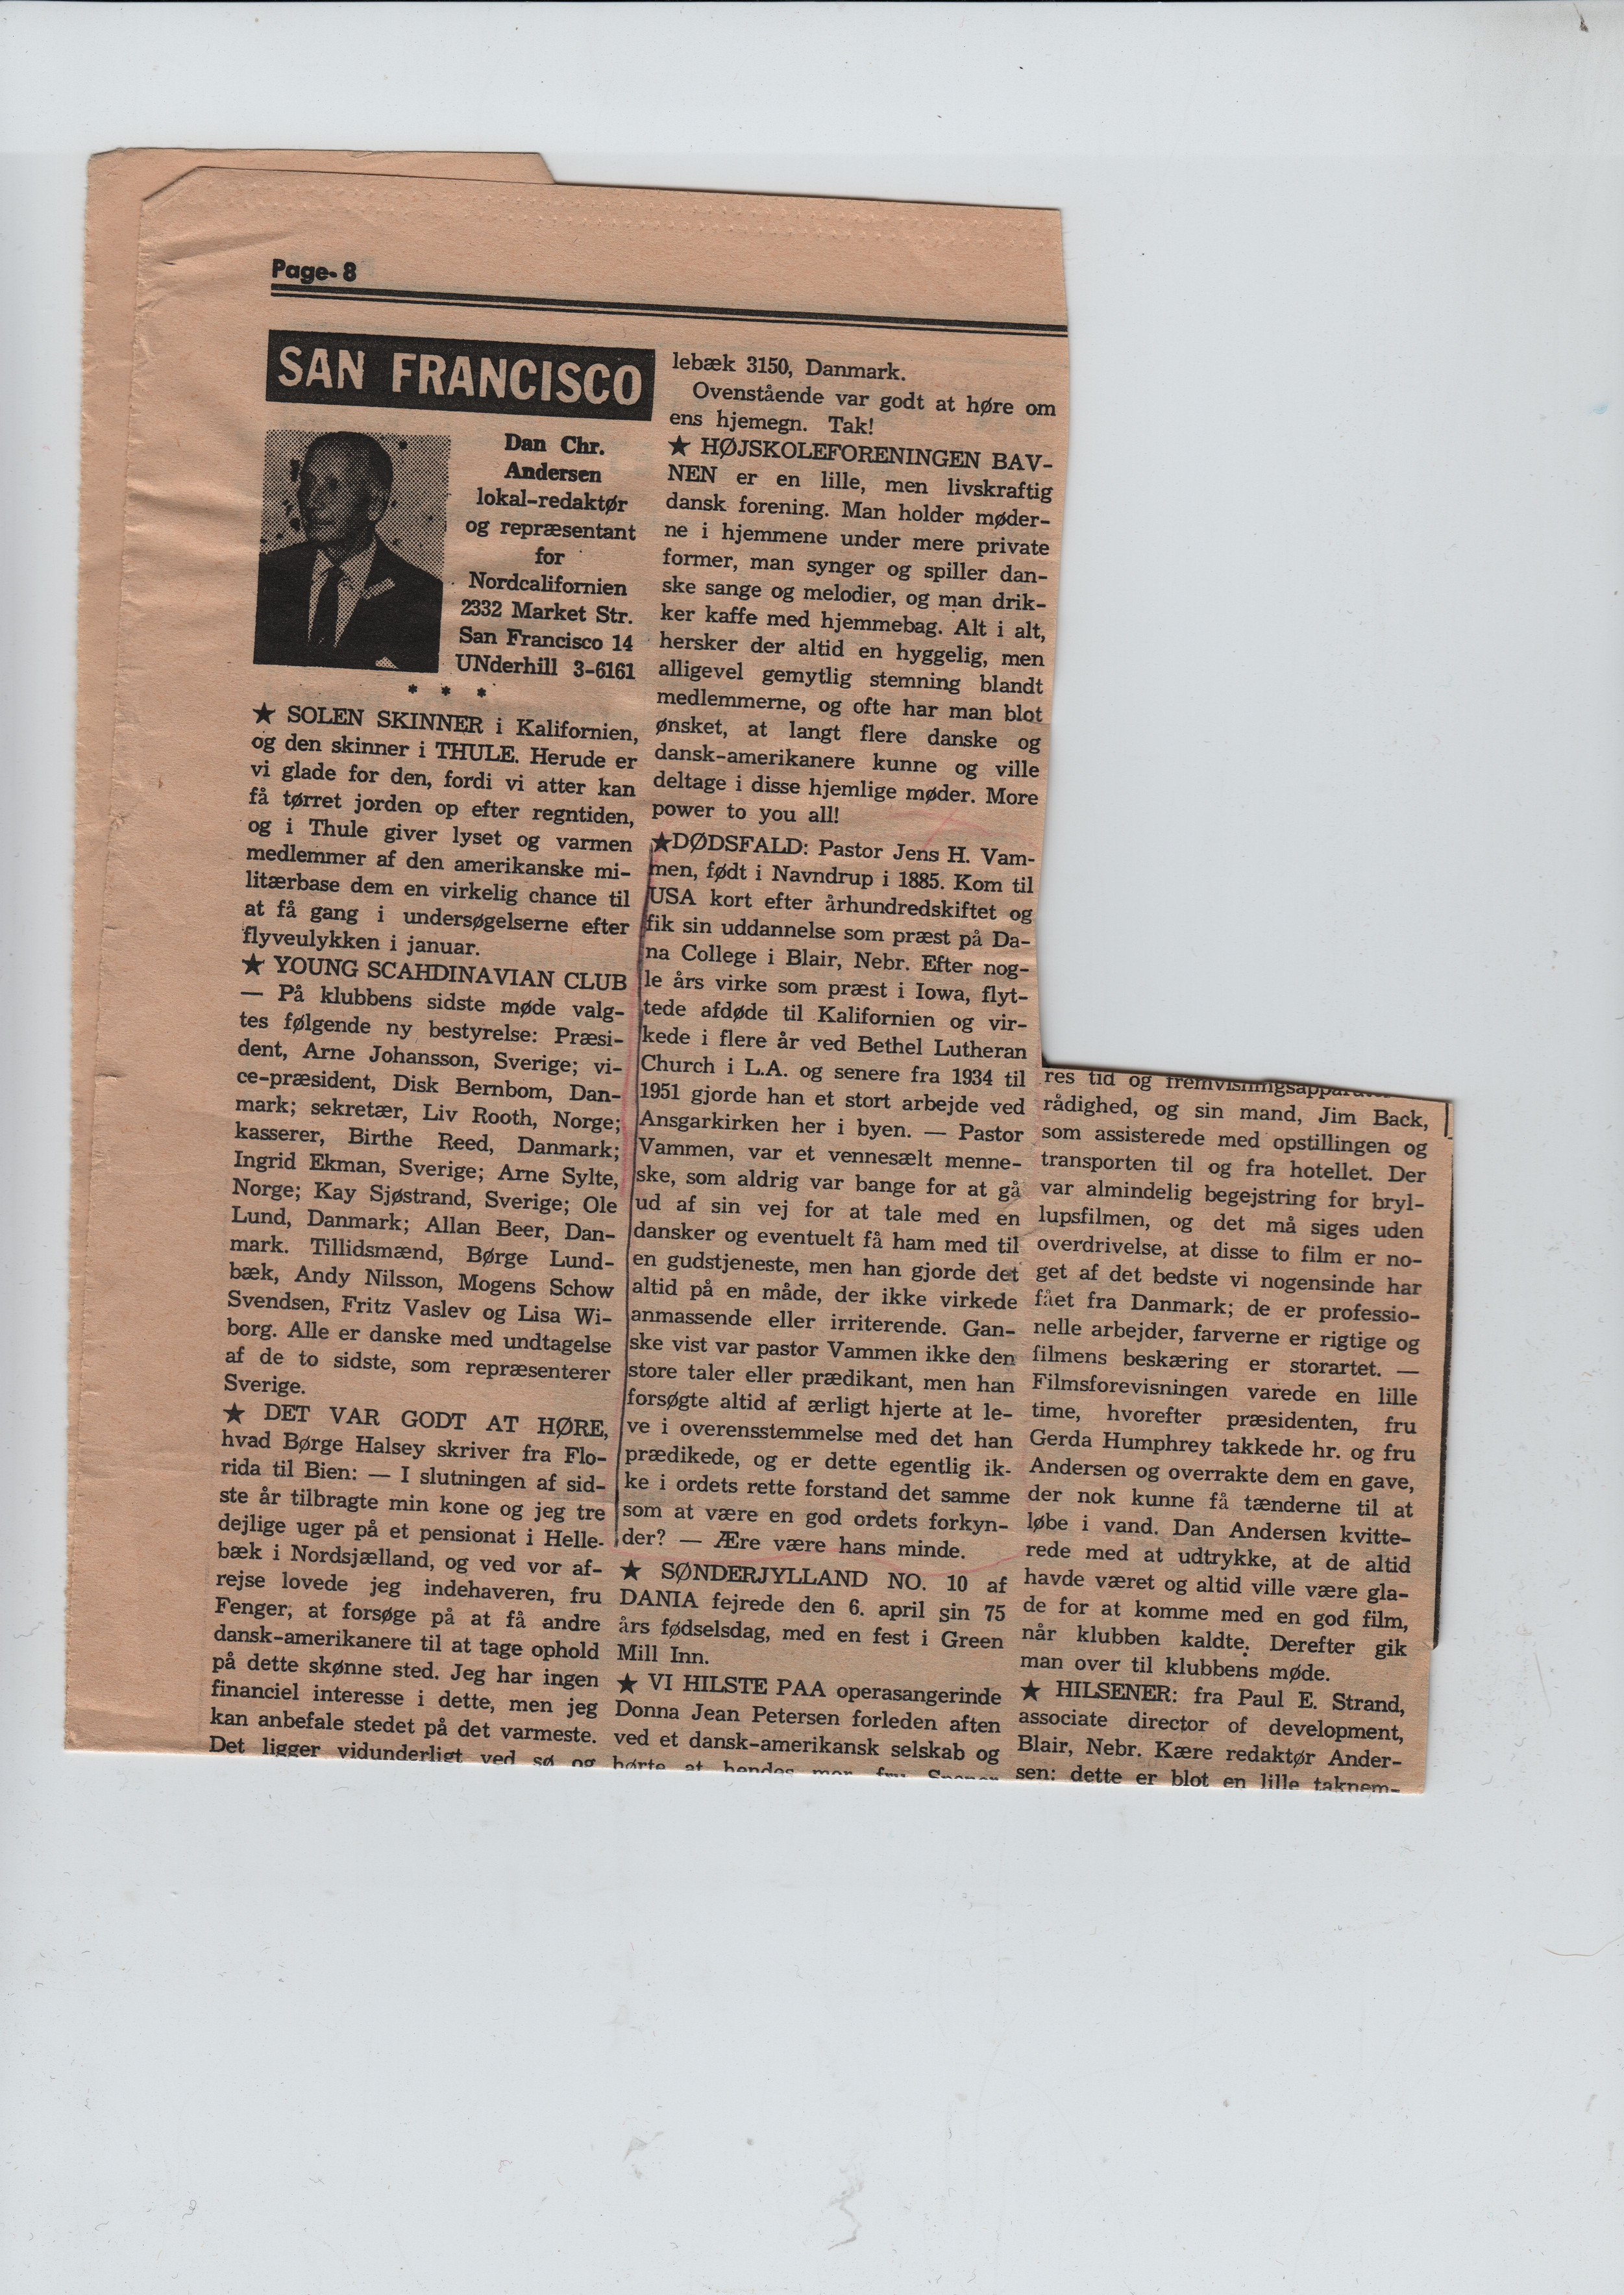 Page- 8
SAN FRANCISCO
Dan Chr.
Andersen
lokal-redaktør
og repræsentant
for
Nordcalifornien
2332 Market Str.
San Francisco 14
UNderhill 3-6161
* * *
★ SOLEN SKINNER i Kalifornien,
og den skinner i THULE. Herude er
vi glade for den, fordi vi atter kan
få tørret jorden op efter regntiden,
og i Thule giver lyset og varmen
medlemmer af den amerikanske mi-
litærbase dem en virkelig chance til
at få gang i undersøgelserne efter
flyveulykken i januar.
★ YOUNG SCAHDINAVIAN CLUB
— På klubbens sidste møde valg-
tes følgende ny bestyrelse: Præsi-
dent, Arne Johansson, Sverige; vi-
ce-præsident, Disk Bernbom, Dan-
mark; sekretær, Liv Rooth, Norge;
kasserer, Birthe Reed, Danmark;
Ingrid Ekman, Sverige; Arne Sylte,
Norge; Kay Sjøstrand, Sverige; Ole
Lund, Danmark; Allan Beer, Dan-
mark. Tillidsmænd, Børge Lund-
bæk, Andy Nilsson, Mogens Schow
Svendsen, Fritz Vaslev og Lisa Wi-
borg. Alle er danske med undtagelse
af de to sidste, som repræsenterer
Sverige.
★ DET VAR GODT AT HØRE,
hvad Børge Halsey skriver fra Flo-
rida til Bien: — I slutningen af sid-
ste år tilbragte min kone og jeg tre
dejlige uger på et pensionat i Helle-
bæk i Nordsjælland, og ved vor af-
rejse lovede jeg indehaveren, fru
Fenger, at forsøge på at få andre
dansk-amerikanere til at tage ophold
på dette skønne sted. Jeg har ingen
financiel interesse i dette, men jeg
kan anbefale stedet på det varmeste.
Det ligger vidunderligt ved sø og
lebæk 3150, Danmark.
Ovenstående var godt at høre om
ens hjemegn. Tak!
★ HØJSKOLEFORENINGEN BAV-
NEN er en lille, men livskraftig
dansk forening. Man holder møder-
ne i hjemmene under mere private
former, man synger og spiller dan-
ske sange og melodier, og man drik-
ker kaffe med hjemmebag. Alt i alt,
hersker der altid en hyggelig, men
alligevel gemytlig stemning blandt
medlemmerne, og ofte har man blot
ønsket, at langt flere danske og
dansk-amerikanere kunne og ville
deltage i disse hjemlige møder. More
power to you all!
★DØDSFALD: Pastor Jens H. Vam-
men, født i Navndrup i 1885. Kom til
USA kort efter århundredskiftet og
fik sin uddannelse som præst på Da-
na College i Blair, Nebr. Efter nog-
le års virke som præst i Iowa, flyt-
tede afdøde til Kalifornien og vir-
kede i flere år ved Bethel Lutheran
Church i L.A. og senere fra 1934 til
1951 gjorde han et stort arbejde ved
Ansgarkirken her i byen. — Pastor
Vammen, var et vennesælt menne-
ske, som aldrig var bange for at gå
ud af sin vej for at tale med en
dansker og eventuelt få ham med til
en gudstjeneste, men han gjorde det
altid på en måde, der ikke virkede
anmassende eller irriterende. Gan-
ske vist var pastor Vammen ikke den
store taler eller prædikant, men han
forsøgte altid af ærligt hjerte at le-
ve i overensstemmelse med det han
prædikede, og er dette egentlig ik-
ke i ordets rette forstand det samme
som at være en god ordets forkyn-
der? — Ære være hans minde.
★ SØNDERJYLLAND NO. 10 af
DANIA fejrede den 6. april sin 75
års fødselsdag, med en fest i Green
Mill Inn.
★ VI HILSTE PAA operasangerinde
Donna Jean Petersen forleden aften
ved et dansk-amerikansk selskab og
hørte at hendes mor, fru
res tid og
rådighed, og sin mand, Jim Back,
som assisterede med opstillingen og
transporten til og fra hotellet. Der
var almindelig begejstring for bryl-
lupsfilmen, og det må siges uden
overdrivelse, at disse to film er no-
get af det bedste vi nogensinde har
fået fra Danmark; de er professio-
nelle arbejder, farverne er rigtige og
filmens beskæring er storartet. —
Filmsforevisningen varede en lille
time, hvorefter præsidenten, fru
Gerda Humphrey takkede hr. og fru
Andersen og overrakte dem en gave,
der nok kunne få tænderne til at
løbe i vand. Dan Andersen kvitte-
rede med at udtrykke, at de altid
havde været og altid ville være gla-
de for at komme med en god film,
når klubben kaldte. Derefter gik
man over til klubbens møde.
★ HILSENER: fra Paul E. Strand,
associate director of development,
Blair, Nebr. Kære redaktør Ander-
sen: dette er blot en lille taknem-